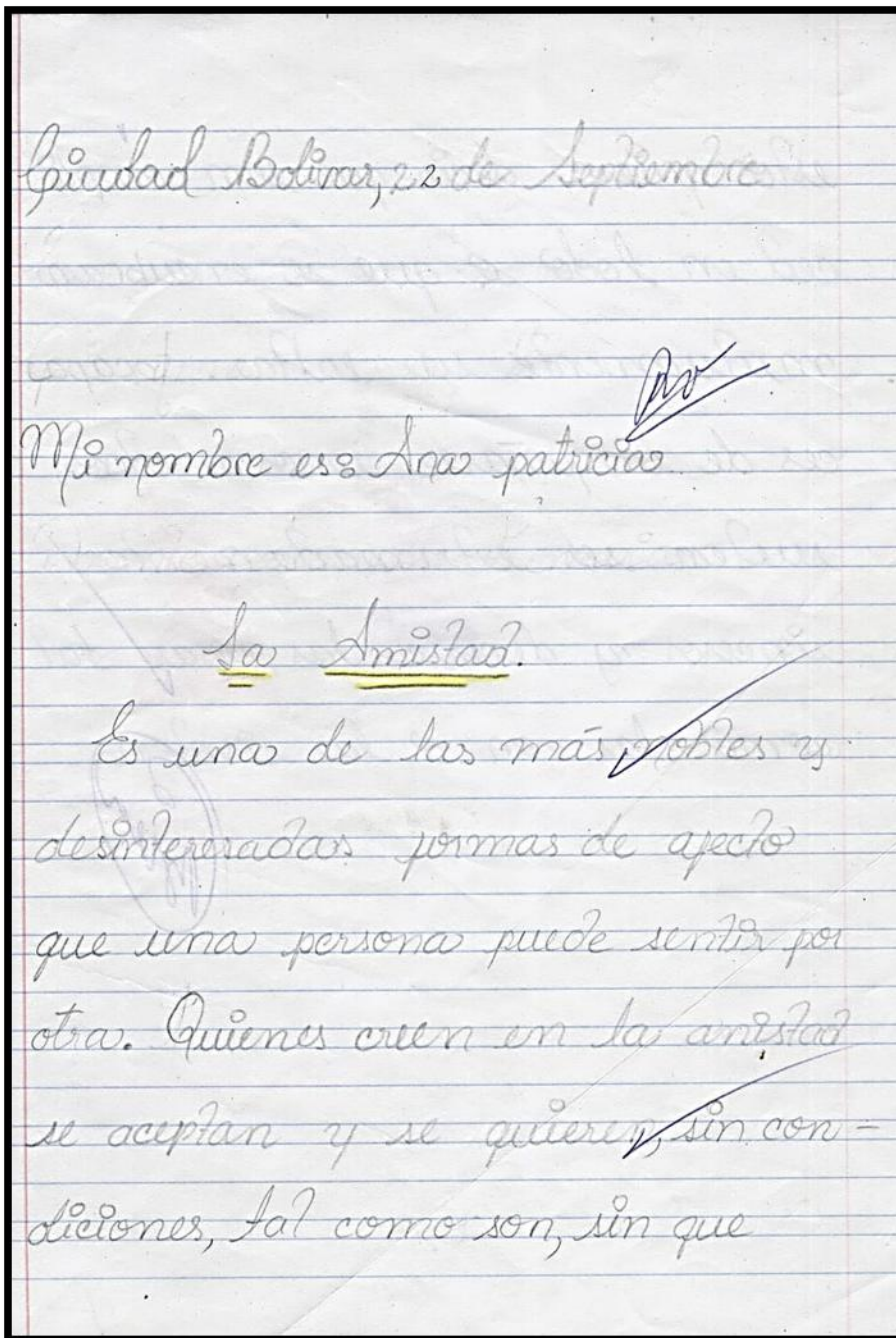 Ciudad Bolivar, 22 de Septiembre
Mi nombre es: Ana patricia
La Amistad.
Es una de las más nobles y
desinteresadas formas de afecto
que una persona puede sentir por
otra. Quienes creen en la amistad
se aceptan y se quieren, sin con-
diciones, tal como son, sin que